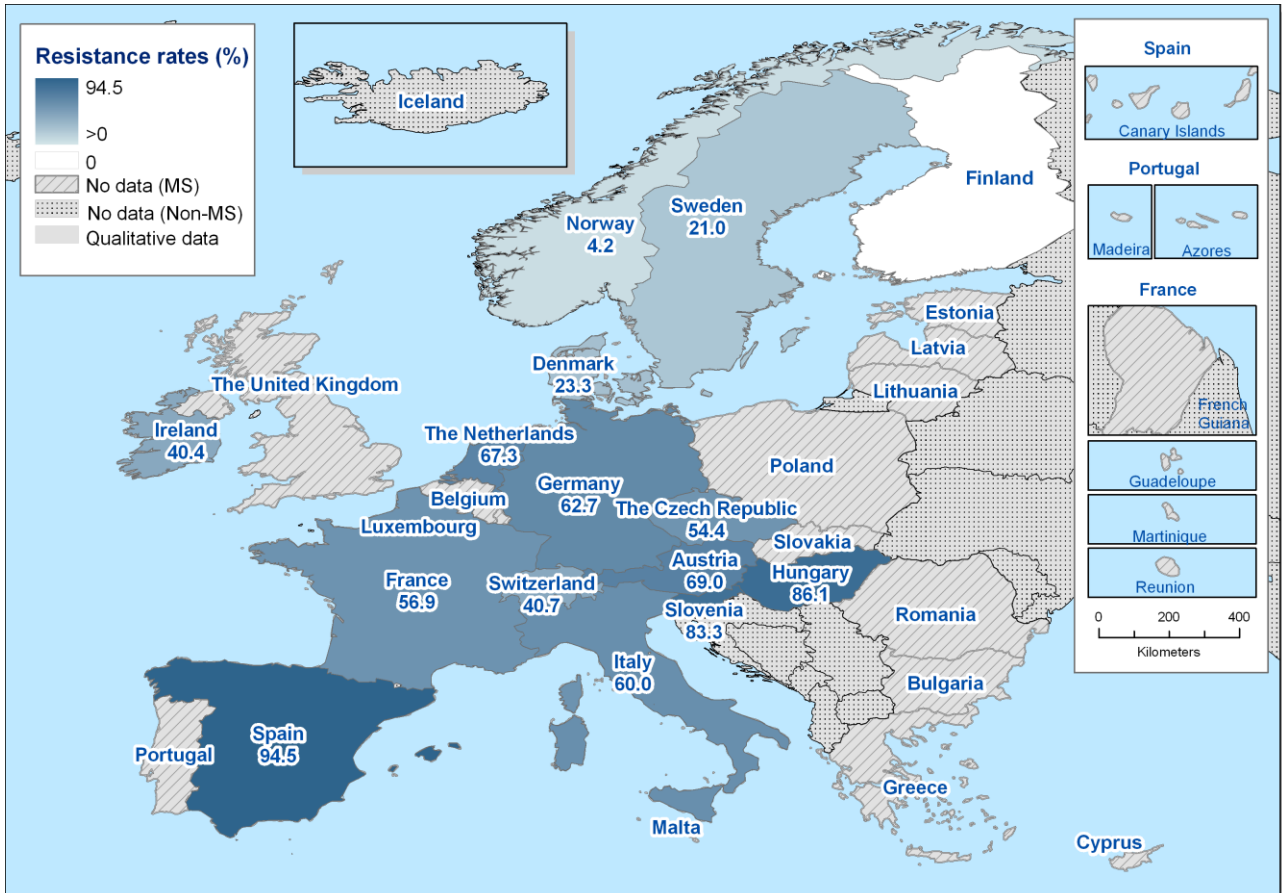 Resistance rates (%)
94.5
>0
0
No data (MS)
No data (Non-MS)
Qualitative data
Iceland
Finland
Sweden
21.0
Norway
4.2
Estonia
Latvia
Lithuania
Denmark
23.3
The United Kingdom
Ireland
40.4
The Netherlands
67.3
Germany
62.7
Belgium
Luxembourg
Poland
The Czech Republic
54.4
Slovakia
Austria
69.0
Hungary
86.1
France
56.9
Switzerland
40.7
Slovenia
83.3
Romania
Italy
60.0
Bulgaria
Spain
94.5
Portugal
Greece
Malta
Cyprus
Spain
Canary Islands
Portugal
Madeira
Azores
France
French
Guiana
Guadeloupe
Martinique
Reunion
0 200 400
Kilometers